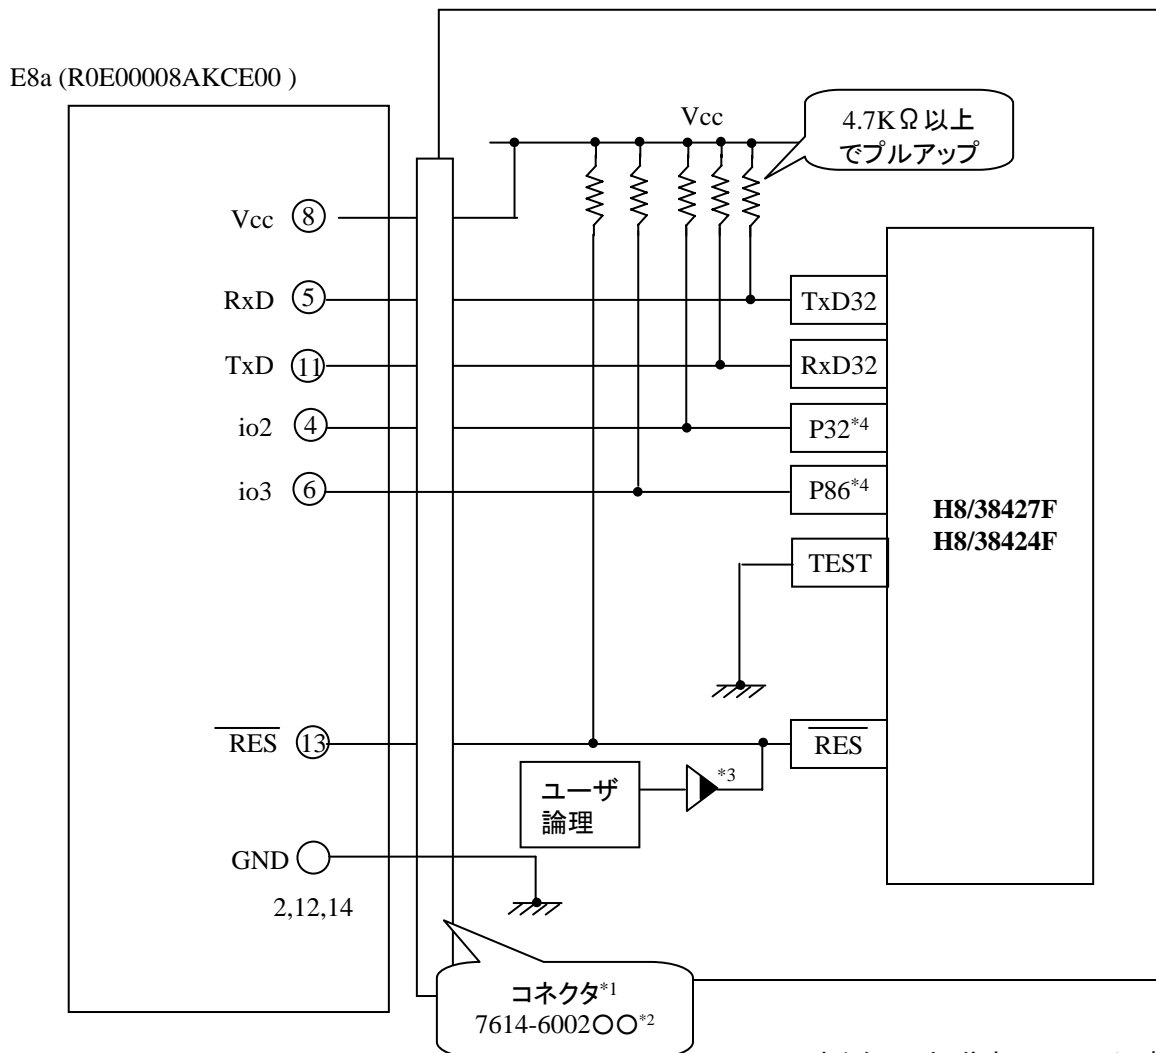 E8a (R0E00008AKCE00 )
Vcc
4.7KΩ以上
でプルアップ
Vcc ⑧
RxD ⑤
TxD32
TxD ⑪
RxD32
io2 ④
P32*4
io3 ⑥
P86*4
H8/38427F
H8/38424F
TEST
RES ⑬
RES
*3
ユーザ
論理
GND
2,12,14
コネクタ*1
7614-6002○○*2